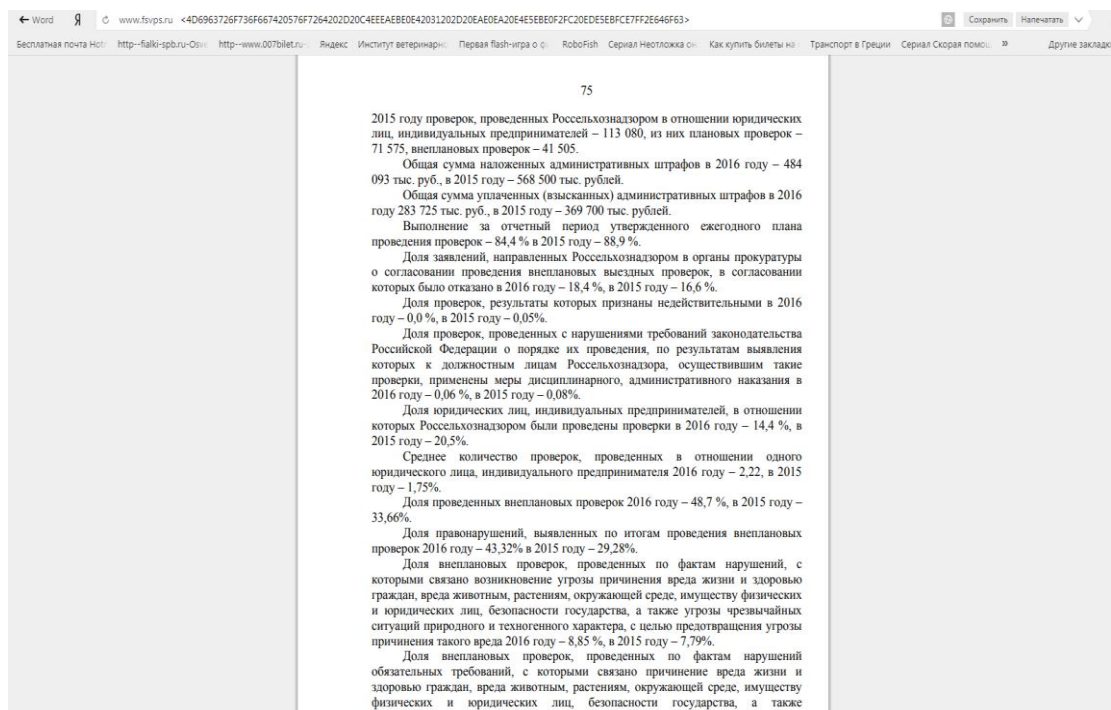 ← Word Я www.fsvps.ru <4D6963726F736F667420576F7264202D20C4EEEAEBE0E42031202D20EAE0EA20E4E5EBE0F2FC20EDE5EBFCE7FF2E646F63> Сохранить Напечатать
Бесплатная почта Hotr http--fialki-spb.ru-Osve http--www.007bilet.ru- Яндекс Институт ветеринарно Первая flash-игра о ф RoboFish Сериал Неотложка он Как купить билеты на Транспорт в Греции Сериал Скорая помощ » Другие закладки
75
2015 году проверок, проведенных Россельхознадзором в отношении юридических
лиц, индивидуальных предпринимателей – 113 080, из них плановых проверок –
71 575, внеплановых проверок – 41 505.
Общая сумма наложенных административных штрафов в 2016 году – 484
093 тыс. руб., в 2015 году – 568 500 тыс. рублей.
Общая сумма уплаченных (взысканных) административных штрафов в 2016
году 283 725 тыс. руб., в 2015 году – 369 700 тыс. рублей.
Выполнение за отчетный период утвержденного ежегодного плана
проведения проверок – 84,4 % в 2015 году – 88,9 %.
Доля заявлений, направленных Россельхознадзором в органы прокуратуры
о согласовании проведения внеплановых выездных проверок, в согласовании
которых было отказано в 2016 году – 18,4 %, в 2015 году – 16,6 %.
Доля проверок, результаты которых признаны недействительными в 2016
году – 0,0 %, в 2015 году – 0,05%.
Доля проверок, проведенных с нарушениями требований законодательства
Российской Федерации о порядке их проведения, по результатам выявления
которых к должностным лицам Россельхознадзора, осуществившим такие
проверки, применены меры дисциплинарного, административного наказания в
2016 году – 0,06 %, в 2015 году – 0,08%.
Доля юридических лиц, индивидуальных предпринимателей, в отношении
которых Россельхознадзором были проведены проверки в 2016 году – 14,4 %, в
2015 году – 20,5%.
Среднее количество проверок, проведенных в отношении одного
юридического лица, индивидуального предпринимателя 2016 году – 2,22, в 2015
году – 1,75%.
Доля проведенных внеплановых проверок 2016 году – 48,7 %, в 2015 году –
33,66%.
Доля правонарушений, выявленных по итогам проведения внеплановых
проверок 2016 году – 43,32% в 2015 году – 29,28%.
Доля внеплановых проверок, проведенных по фактам нарушений, с
которыми связано возникновение угрозы причинения вреда жизни и здоровью
граждан, вреда животным, растениям, окружающей среде, имуществу физических
и юридических лиц, безопасности государства, а также угрозы чрезвычайных
ситуаций природного и техногенного характера, с целью предотвращения угрозы
причинения такого вреда 2016 году – 8,85 %, в 2015 году – 7,79%.
Доля внеплановых проверок, проведенных по фактам нарушений
обязательных требований, с которыми связано причинение вреда жизни и
здоровью граждан, вреда животным, растениям, окружающей среде, имуществу
физических и юридических лиц, безопасности государства, а также